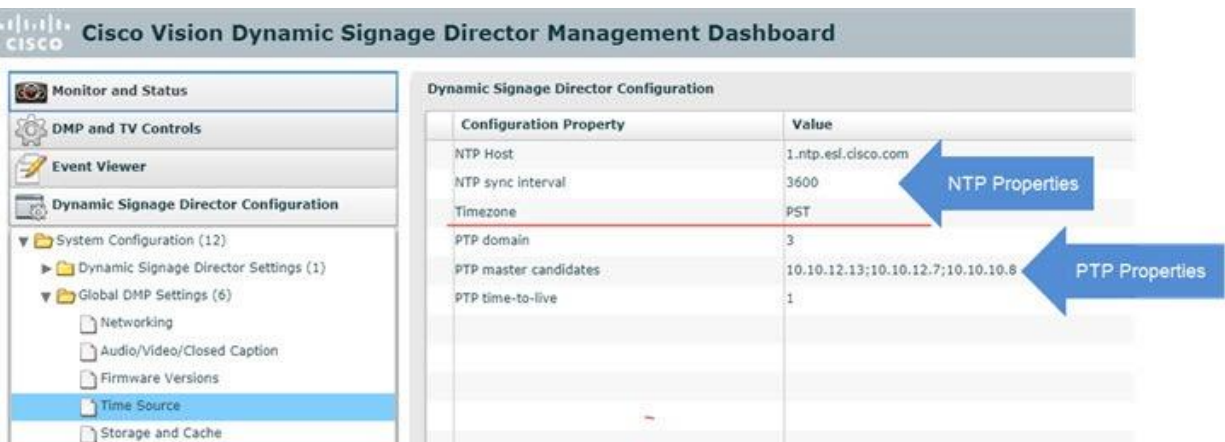 CISCO
Cisco Vision Dynamic Signage Director Management Dashboard
Monitor and Status
DMP and TV Controls
Event Viewer
Dynamic Signage Director Configuration
System Configuration (12)
Dynamic Signage Director Settings (1)
Global DMP Settings (6)
Networking
Audio/Video/Closed Caption
Firmware Versions
Time Source
Storage and Cache
Dynamic Signage Director Configuration
Configuration Property Value
NTP Host 1.ntp.esl.cisco.com
NTP sync interval 3600
Timezone PST
PTP domain 3
PTP master candidates 10.10.12.13;10.10.12.7;10.10.10.8
PTP time-to-live 1
NTP Properties
PTP Properties